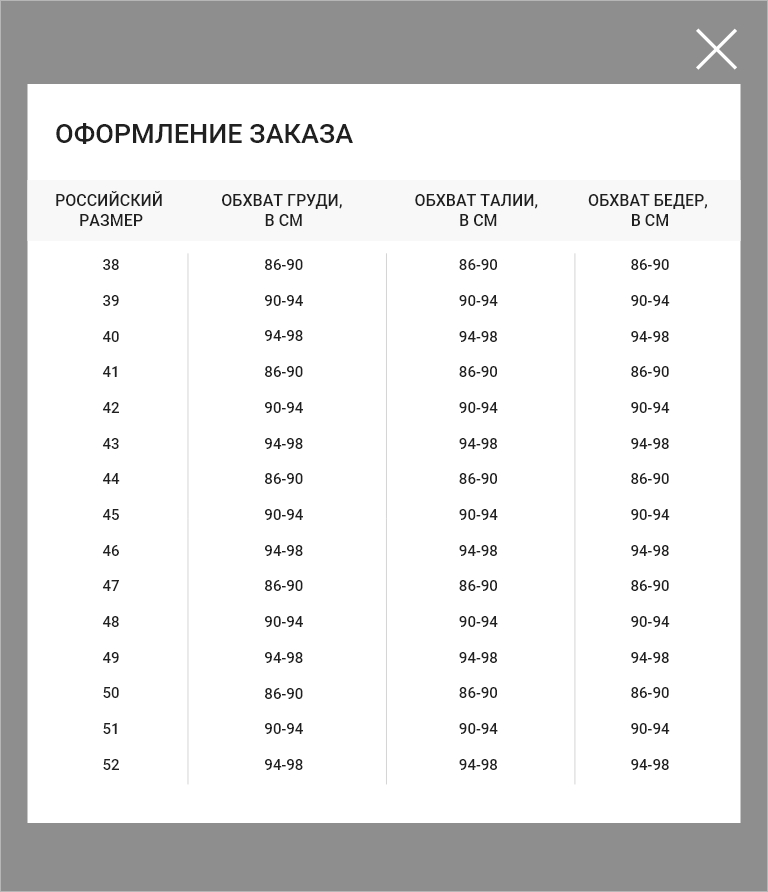 ОФОРМЛЕНИЕ ЗАКАЗА
РОССИЙСКИЙ РАЗМЕР ОБХВАТ ГРУДИ, В СМ ОБХВАТ ТАЛИИ, В СМ ОБХВАТ БЕДЕР, В СМ
38 86-90 86-90 86-90
39 90-94 90-94 90-94
40 94-98 94-98 94-98
41 86-90 86-90 86-90
42 90-94 90-94 90-94
43 94-98 94-98 94-98
44 86-90 86-90 86-90
45 90-94 90-94 90-94
46 94-98 94-98 94-98
47 86-90 86-90 86-90
48 90-94 90-94 90-94
49 94-98 94-98 94-98
50 86-90 86-90 86-90
51 90-94 90-94 90-94
52 94-98 94-98 94-98